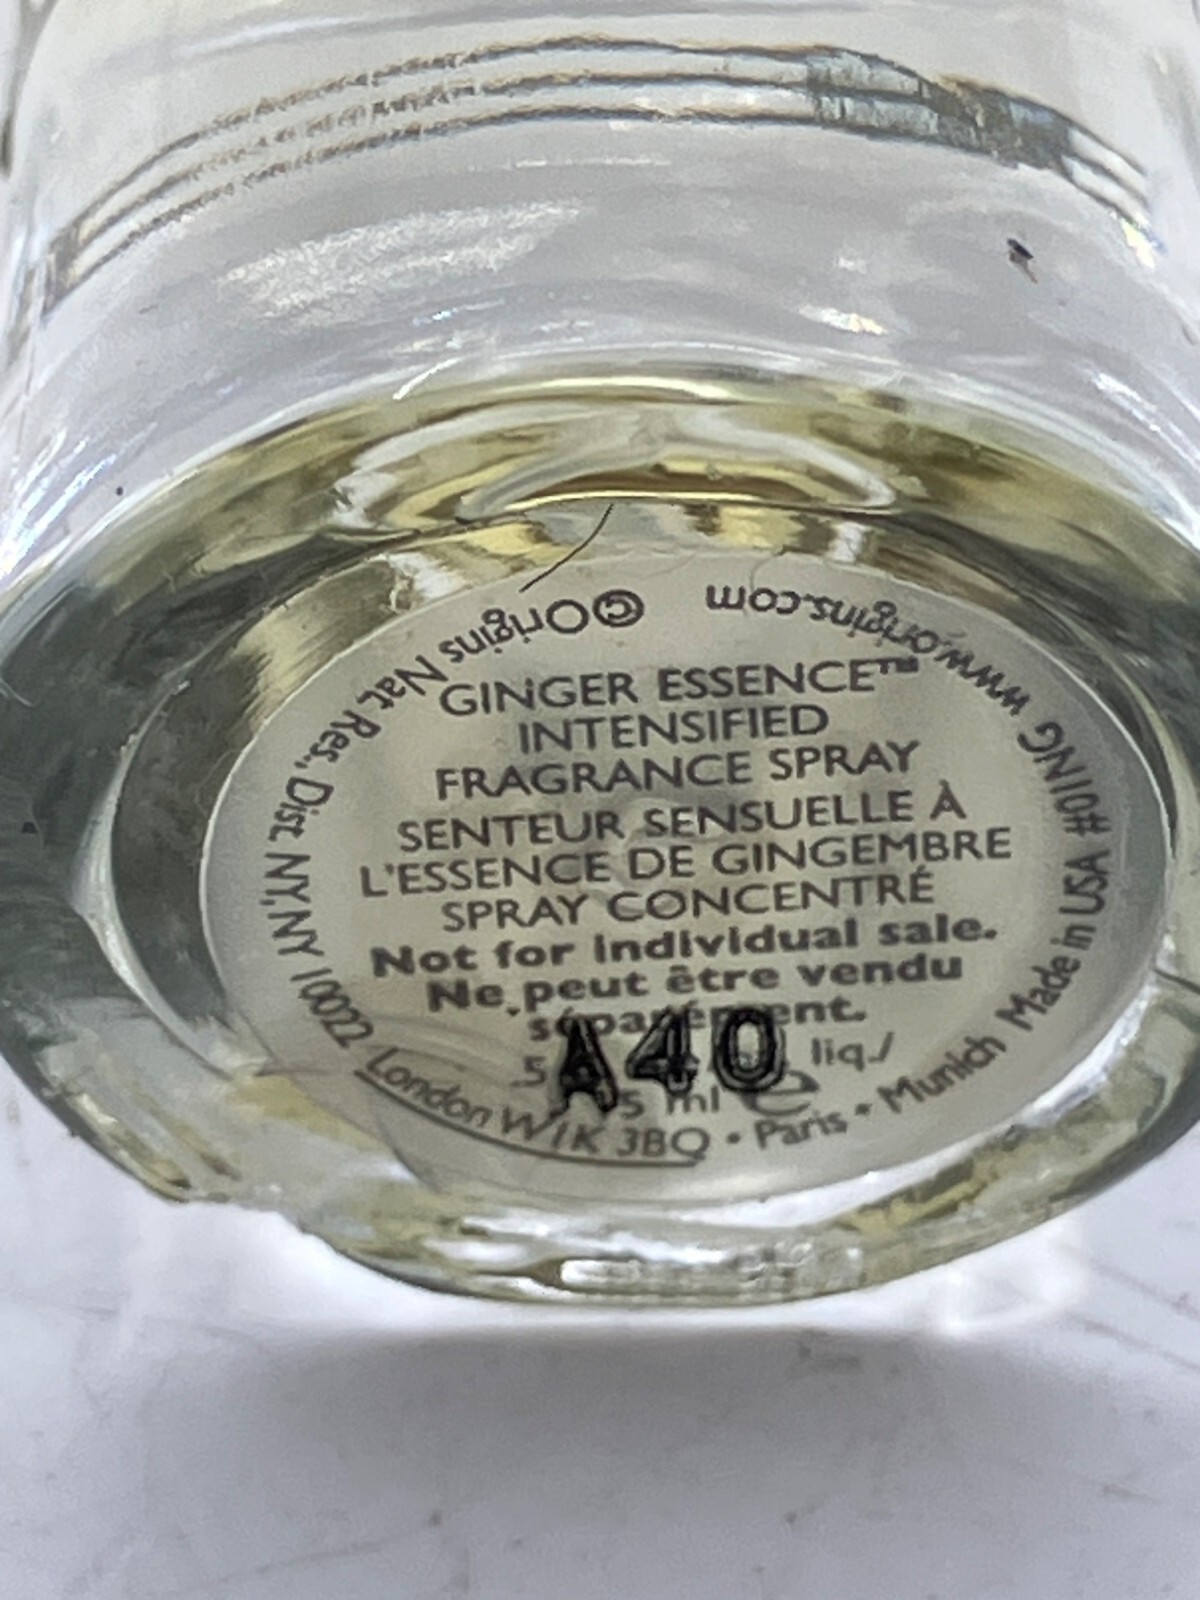 GINGER ESSENCE™
INTENSIFIED
FRAGRANCE SPRAY
SENTEUR SENSUELLE À
L'ESSENCE DE GINGEMBRE
SPRAY CONCENTRÉ
Not for individual sale.
Ne peut être vendu
séparément.
liq./
ml e
A40
©Origins Nat. Res., Dist. NY, NY 10022 London W1K 3BQ • Paris • Munich Made in USA #01NG www.origins.com